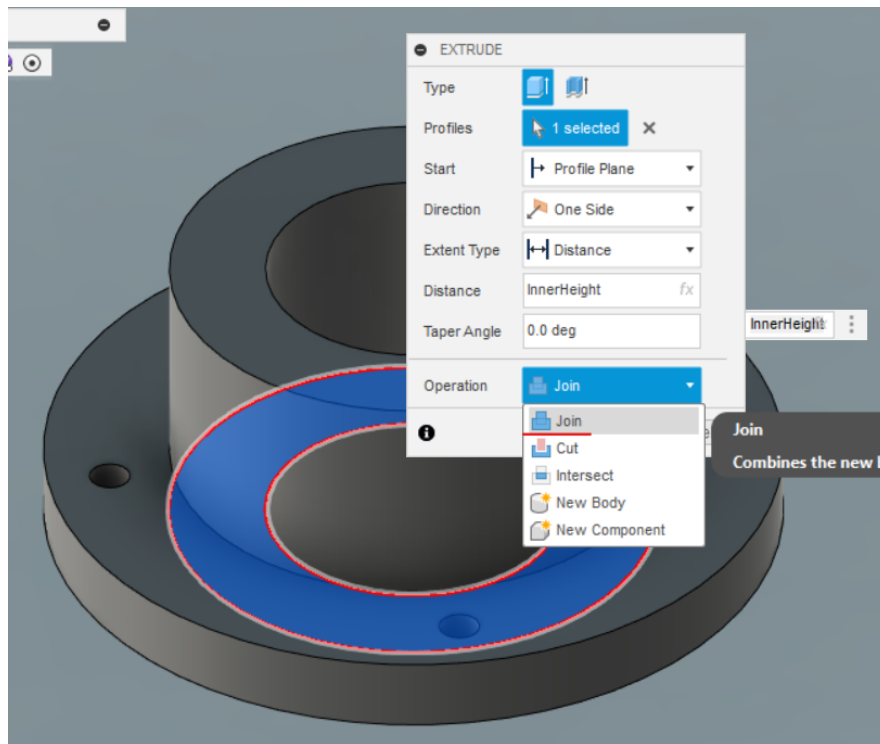 EXTRUDE
Type
Profiles 1 selected
Start Profile Plane
Direction One Side
Extent Type Distance
Distance InnerHeight fx
Taper Angle 0.0 deg
InnerHeight
Operation Join
Join
Cut
Intersect
New Body
New Component
Join
Combines the new